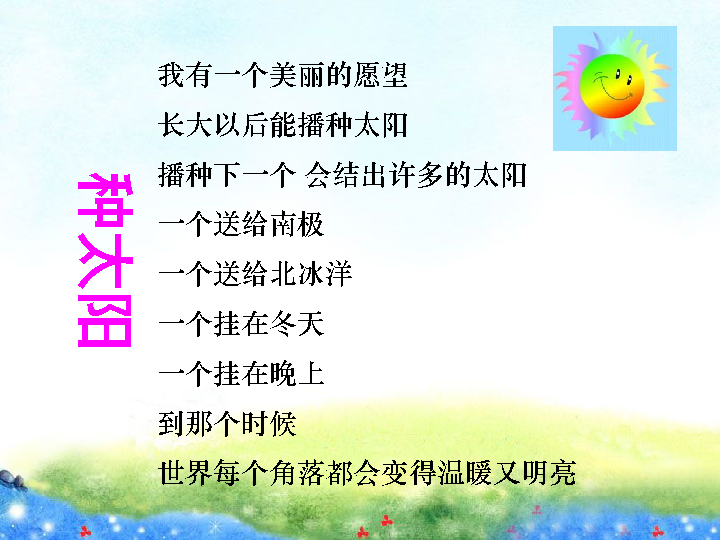 种太阳
我有一个美丽的愿望
长大以后能播种太阳
播种下一个 会结出许多的太阳
一个送给南极
一个送给北冰洋
一个挂在冬天
一个挂在晚上
到那个时候
世界每个角落都会变得温暖又明亮